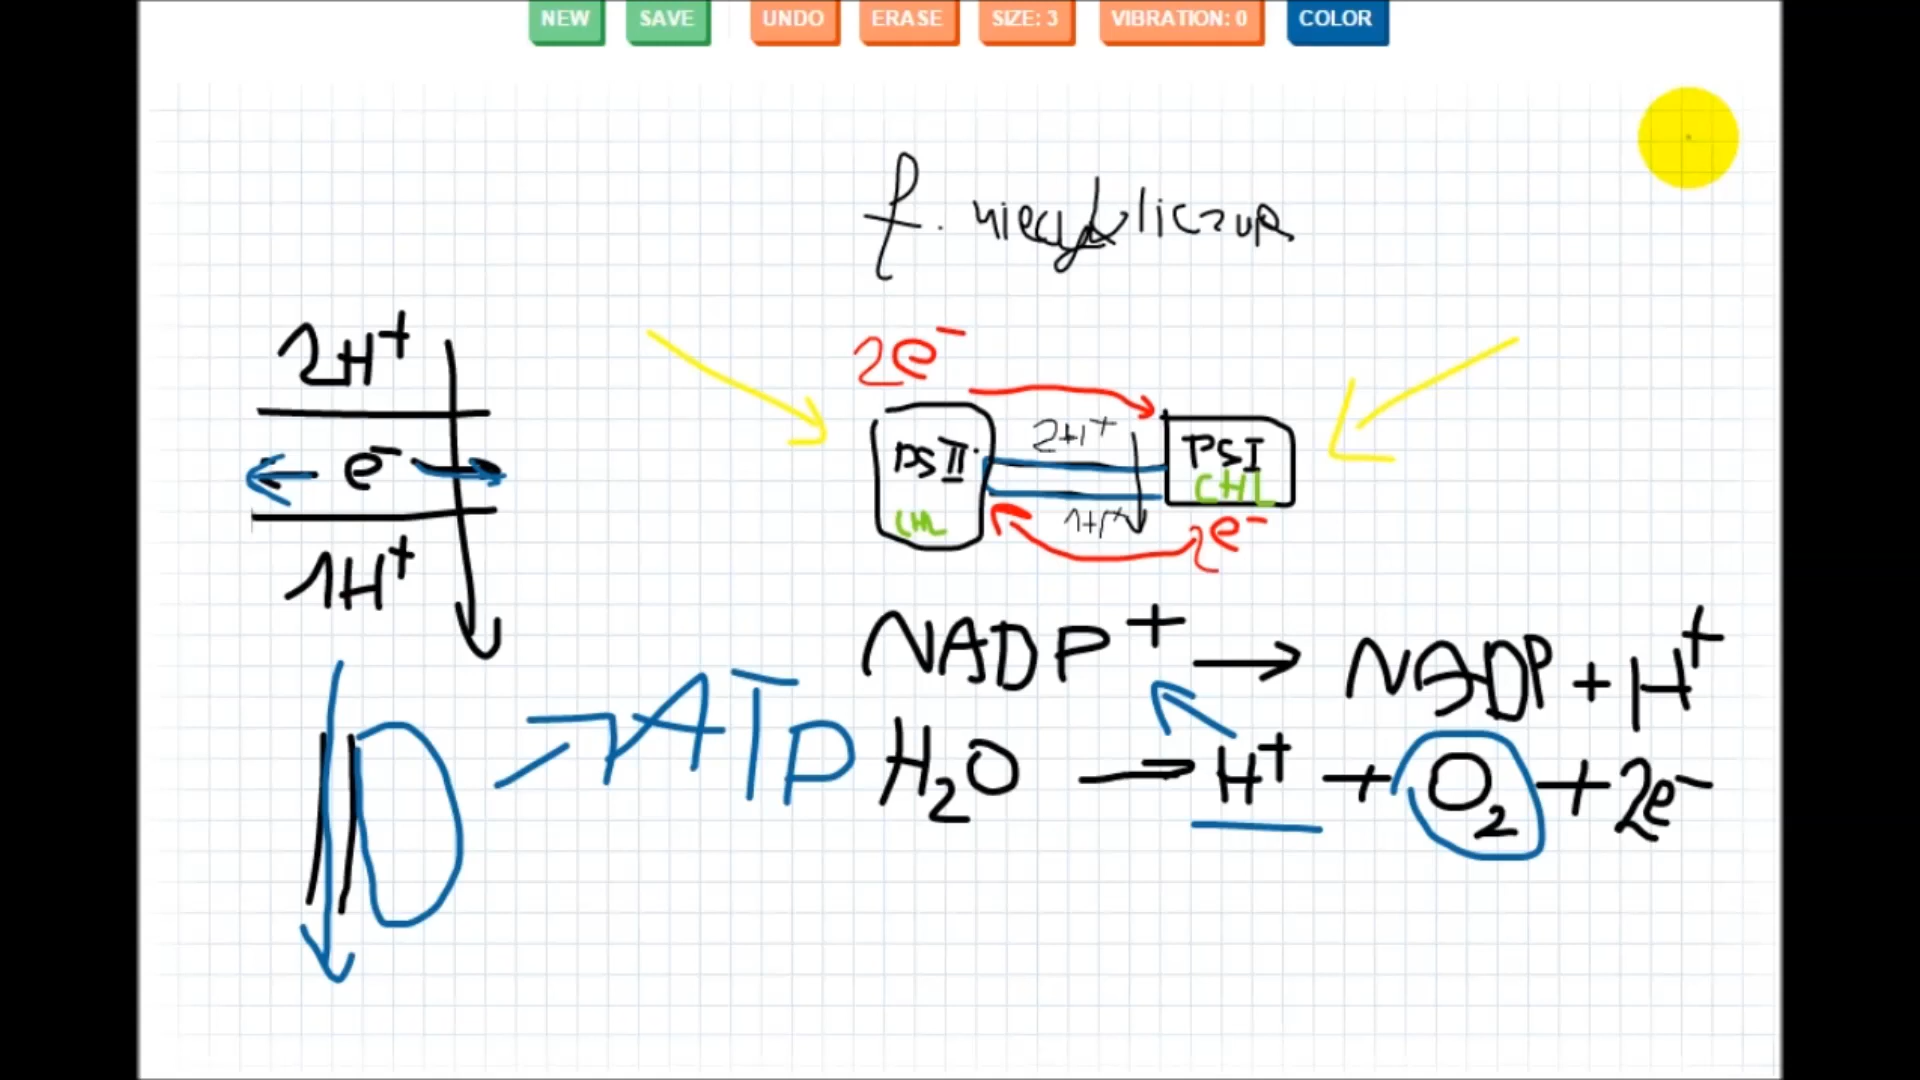 NEW SAVE UNDO ERASE SIZE: 3 VIBRATION: 0 COLOR
f. niecykliczna
2H⁺
e⁻
1H⁺
2e⁻
PSII
CHL
2H⁺
1H⁺
PSI
CHL
2e⁻
NADP⁺ → NADP + H⁺
→ ATP
H₂O → H⁺ + O₂ + 2e⁻